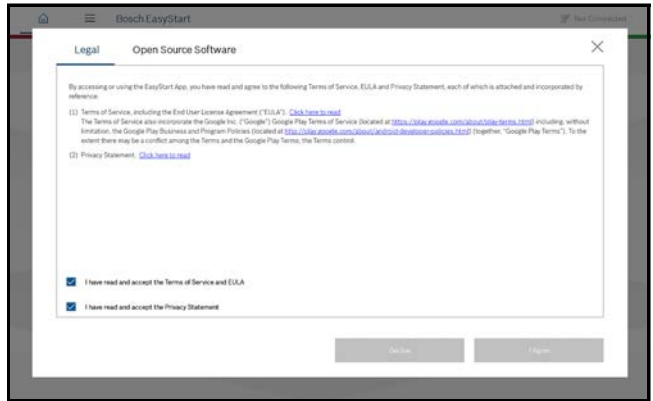 Bosch EasyStart
Not Connected
Legal
Open Source Software
By accessing or using the EasyStart App, you have read and agree to the following Terms of Service, EULA and Privacy Statement, each of which is attached and incorporated by
reference.
(1) Terms of Service, including the End User License Agreement ("EULA"). Click here to read
The Terms of Service also incorporate the Google Inc. ("Google") Google Play Terms of Service (located at https://play.google.com/about/play-terms.html) including, without
limitation, the Google Play Business and Program Policies (located at http://play.google.com/about/android-developer-policies.html) (together, "Google Play Terms"). To the
extent there may be a conflict among the Terms and the Google Play Terms, the Terms control.
(2) Privacy Statement. Click here to read
I have read and accept the Terms of Service and EULA
I have read and accept the Privacy Statement
Decline
I Agree